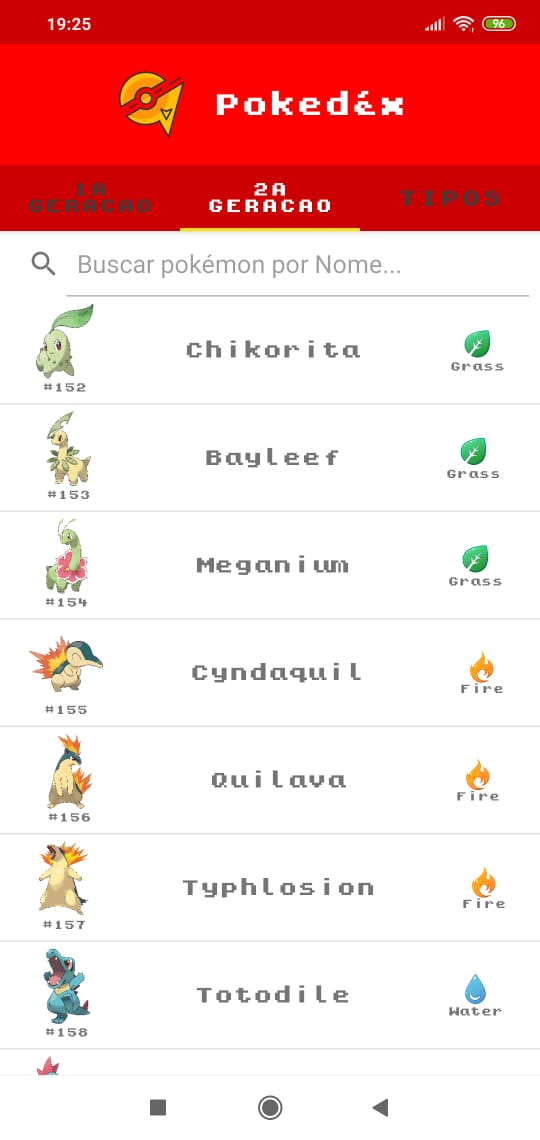 19:25
96
Pokedéx
1A
GERACAO
2A
GERACAO
TIPOS
Buscar pokémon por Nome...
Chikorita
Grass
#152
Bayleef
Grass
#153
Meganium
Grass
#154
Cyndaquil
Fire
#155
Quilava
Fire
#156
Typhlosion
Fire
#157
Totodile
Water
#158